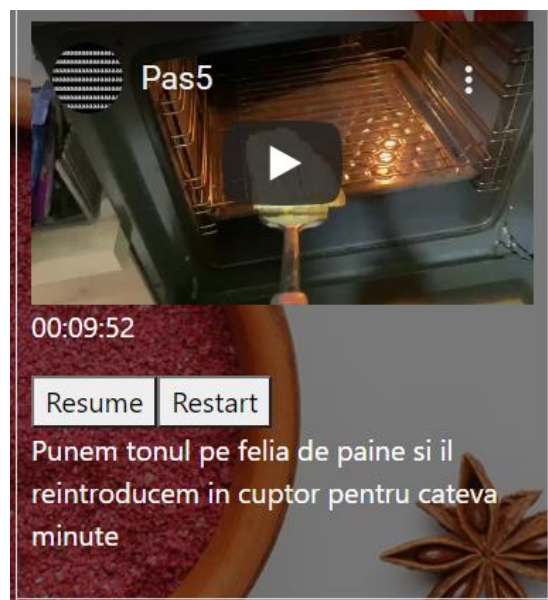 Pas5
00:09:52
Resume Restart
Punem tonul pe felia de paine si il
reintroducem in cuptor pentru cateva
minute